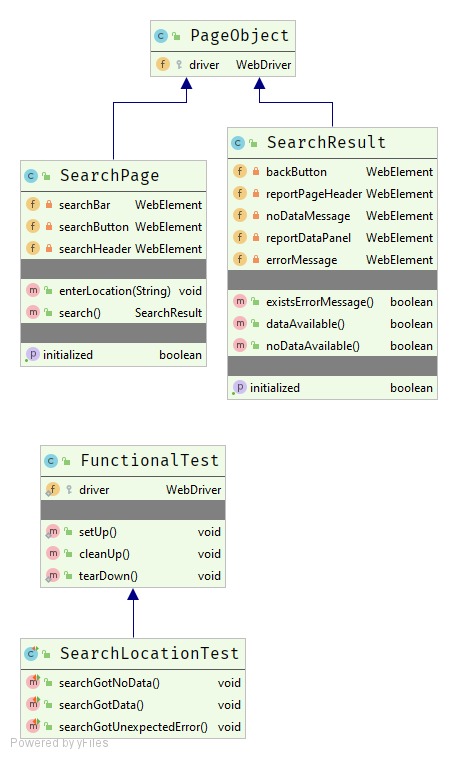 PageObject
driver WebDriver
SearchPage
searchBar WebElement
searchButton WebElement
searchHeader WebElement
enterLocation(String) void
search() SearchResult
initialized boolean
SearchResult
backButton WebElement
reportPageHeader WebElement
noDataMessage WebElement
reportDataPanel WebElement
errorMessage WebElement
existsErrorMessage() boolean
dataAvailable() boolean
noDataAvailable() boolean
initialized boolean
FunctionalTest
driver WebDriver
setUp() void
cleanUp() void
tearDown() void
SearchLocationTest
searchGotNoData() void
searchGotData() void
searchGotUnexpectedError() void
Powered by yFiles